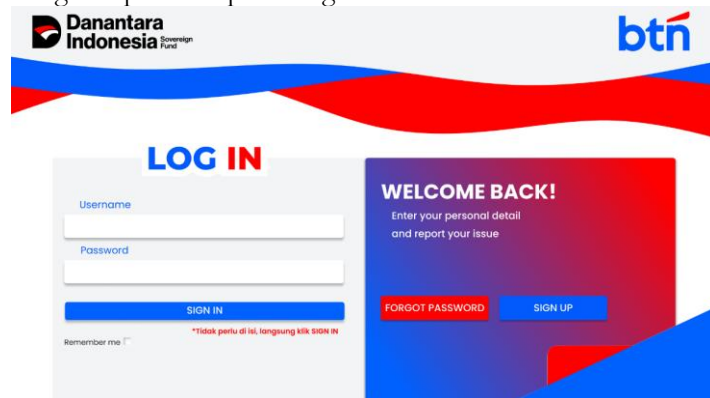 Danantara
Indonesia Sovereign Fund
btn
LOG IN
Username
Password
SIGN IN
*Tidak perlu di isi, langsung klik SIGN IN
Remember me
WELCOME BACK!
Enter your personal detail
and report your issue
FORGOT PASSWORD
SIGN UP